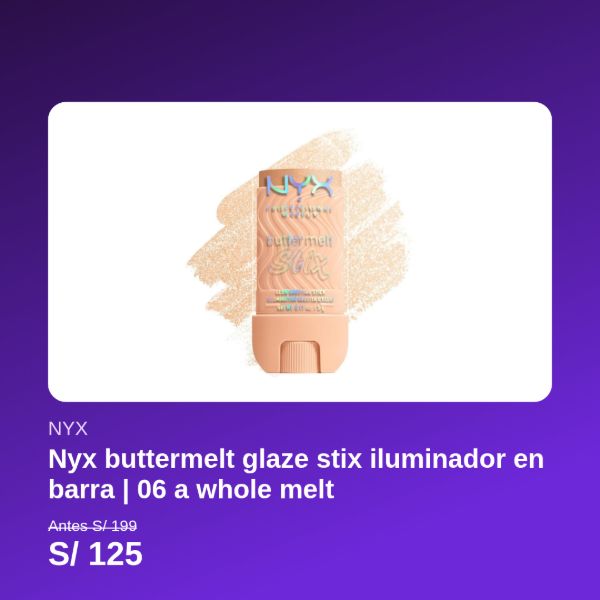 NYX
buttermelt
Stix
NYX
Nyx buttermelt glaze stix iluminador en
barra | 06 a whole melt
Antes S/ 199
S/ 125